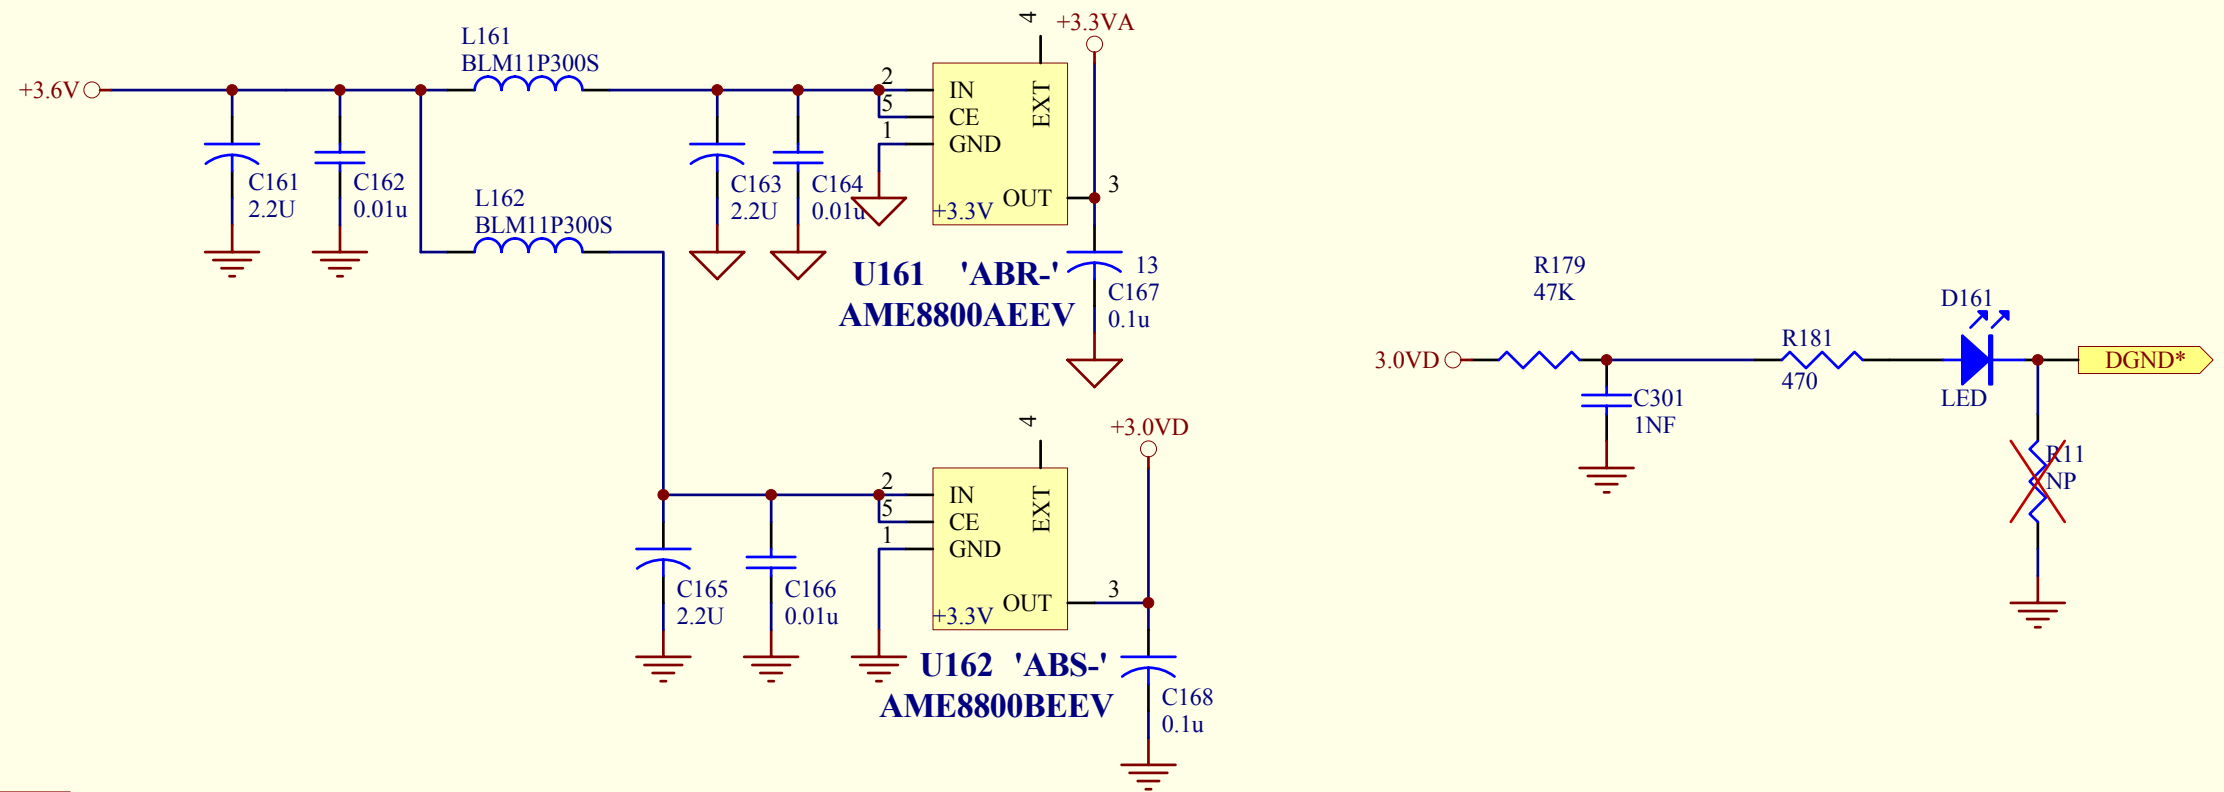 +3.6V
L161
BLM11P300S
C161
2.2U
C162
0.01u
L162
BLM11P300S
C163
2.2U
C164
0.01u
2
5
1
IN
CE
GND
EXT
OUT
+3.3V
4
3
+3.3VA
U161 'ABR-'
AME8800AEEV
13
C167
0.1u
C165
2.2U
C166
0.01u
2
5
1
IN
CE
GND
EXT
OUT
+3.3V
4
3
+3.0VD
U162 'ABS-'
AME8800BEEV
C168
0.1u
R179
47K
3.0VD
C301
1NF
R181
470
D161
LED
DGND*
R11
NP